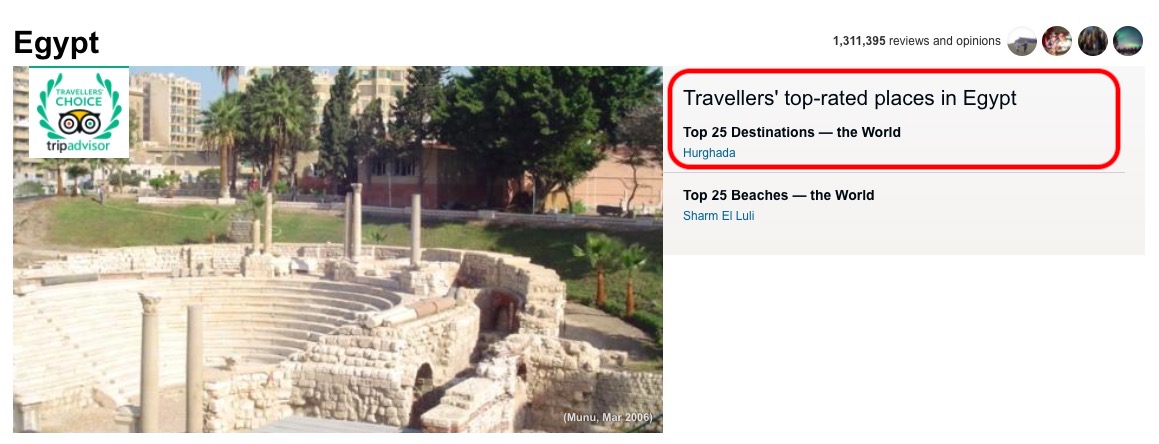 Egypt
1,311,395 reviews and opinions
TRAVELLERS'
CHOICE
tripadvisor
Travellers' top-rated places in Egypt
Top 25 Destinations — the World
Hurghada
Top 25 Beaches — the World
Sharm El Luli
(Munu, Mar 2006)